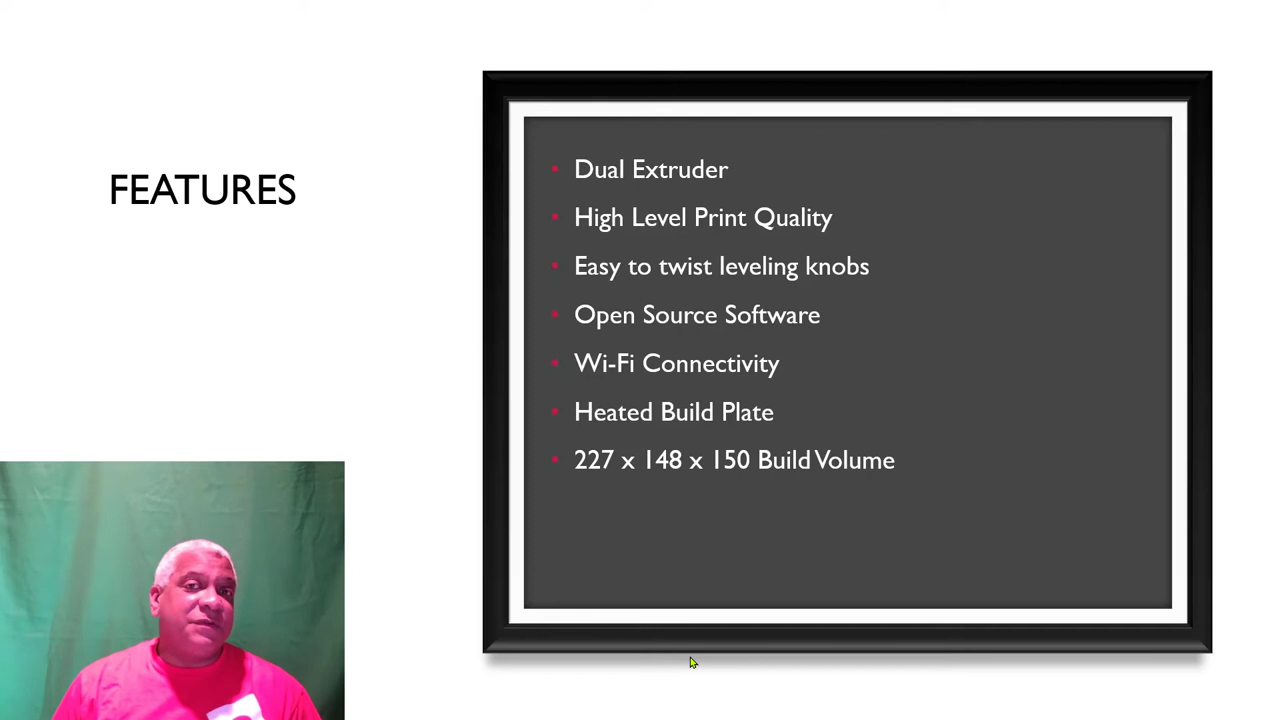 FEATURES
• Dual Extruder
• High Level Print Quality
• Easy to twist leveling knobs
• Open Source Software
• Wi-Fi Connectivity
• Heated Build Plate
• 227 x 148 x 150 Build Volume